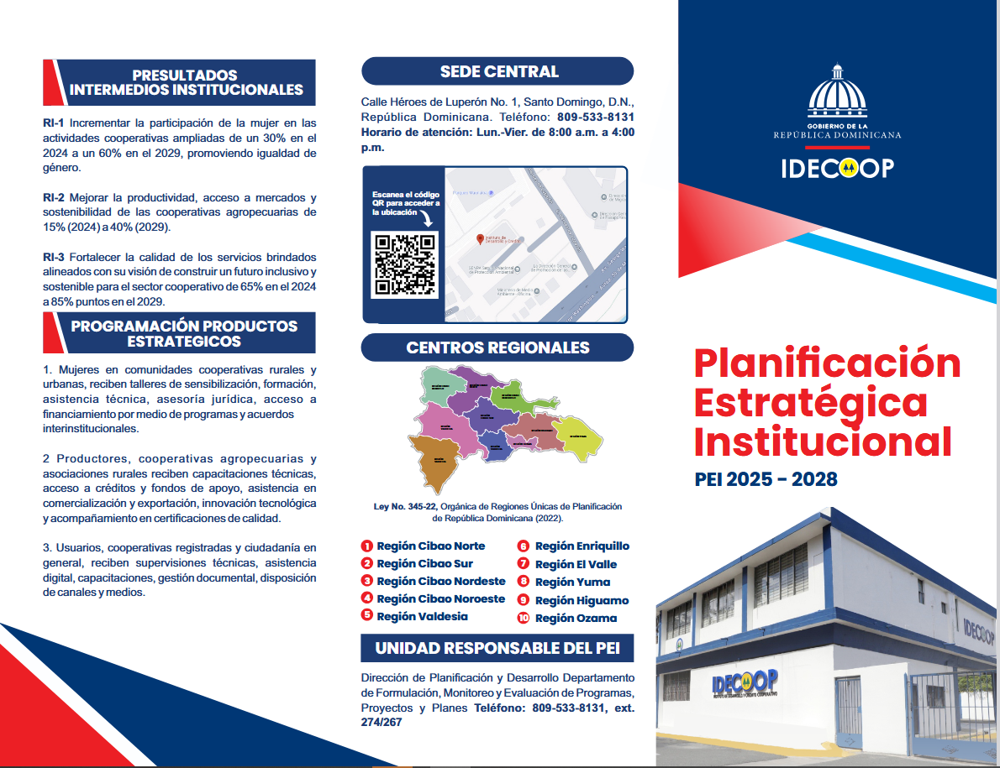 PRESULTADOS
INTERMEDIOS INSTITUCIONALES
RI-1 Incrementar la participación de la mujer en las
actividades cooperativas ampliadas de un 30% en el
2024 a un 60% en el 2029, promoviendo igualdad de
género.
RI-2 Mejorar la productividad, acceso a mercados y
sostenibilidad de las cooperativas agropecuarias de
15% (2024) a 40% (2029).
RI-3 Fortalecer la calidad de los servicios brindados
alineados con su visión de construir un futuro inclusivo y
sostenible para el sector cooperativo de 65% en el 2024
a 85% puntos en el 2029.
PROGRAMACIÓN PRODUCTOS
ESTRATEGICOS
1. Mujeres en comunidades cooperativas rurales y
urbanas, reciben talleres de sensibilización, formación,
asistencia técnica, asesoría jurídica, acceso a
financiamiento por medio de programas y acuerdos
interinstitucionales.
2 Productores, cooperativas agropecuarias y
asociaciones rurales reciben capacitaciones técnicas,
acceso a créditos y fondos de apoyo, asistencia en
comercialización y exportación, innovación tecnológica
y acompañamiento en certificaciones de calidad.
3. Usuarios, cooperativas registradas y ciudadanía en
general, reciben supervisiones técnicas, asistencia
digital, capacitaciones, gestión documental, disposición
de canales y medios.
SEDE CENTRAL
Calle Héroes de Luperón No. 1, Santo Domingo, D.N.,
República Dominicana. Teléfono: 809-533-8131
Horario de atención: Lun.-Vier. de 8:00 a.m. a 4:00
p.m.
Escanea el código
QR para acceder a
la ubicación
Instituto de
Desarrollo y Crédito
CENTROS REGIONALES
Ley No. 345-22, Orgánica de Regiones Únicas de Planificación
de República Dominicana (2022).
1 Región Cibao Norte
2 Región Cibao Sur
3 Región Cibao Nordeste
4 Región Cibao Noroeste
5 Región Valdesia
6 Región Enriquillo
7 Región El Valle
8 Región Yuma
9 Región Higuamo
10 Región Ozama
UNIDAD RESPONSABLE DEL PEI
Dirección de Planificación y Desarrollo Departamento
de Formulación, Monitoreo y Evaluación de Programas,
Proyectos y Planes Teléfono: 809-533-8131, ext.
274/267
GOBIERNO DE LA
REPÚBLICA DOMINICANA
IDECOOP
Planificación
Estratégica
Institucional
PEI 2025 – 2028
IDECOOP
IDECOOP
INSTITUTO DE DESARROLLO Y CRÉDITO COOPERATIVO